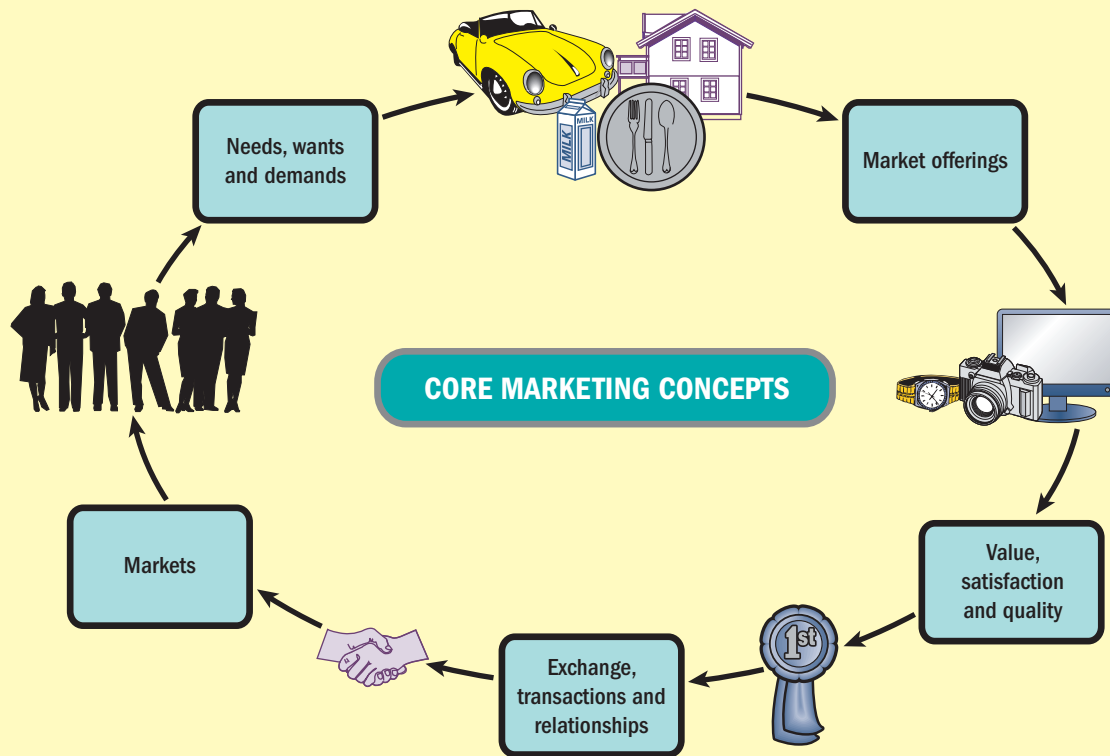 Needs, wants
and demands
MILK
MILK
Market offerings
CORE MARKETING CONCEPTS
Markets
Value,
satisfaction
and quality
1st
Exchange,
transactions and
relationships